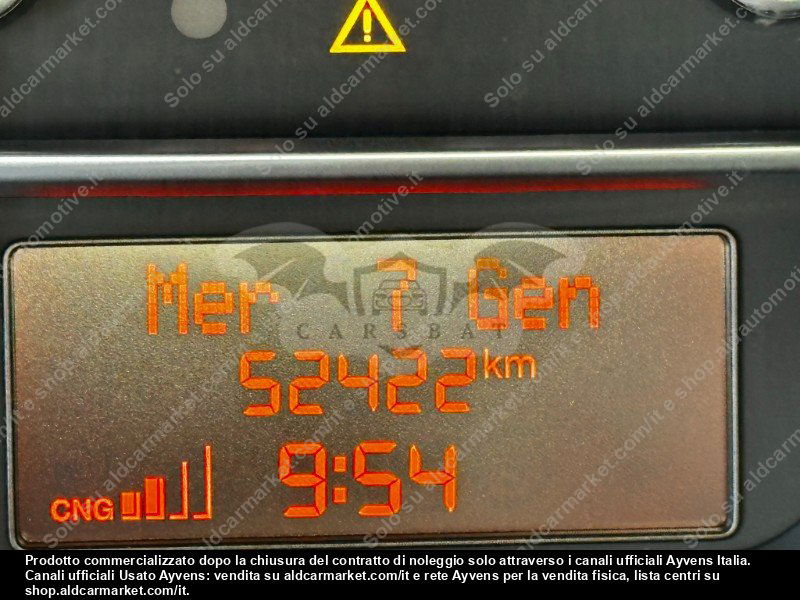 Mer 7 Gen
CARSBAT
52422 km
CNG 9:54
Prodotto commercializzato dopo la chiusura del contratto di noleggio solo attraverso i canali ufficiali Ayvens Italia.
Canali ufficiali Usato Ayvens: vendita su aldcarmarket.com/it e rete Ayvens per la vendita fisica, lista centri su
shop.aldcarmarket.com/it.